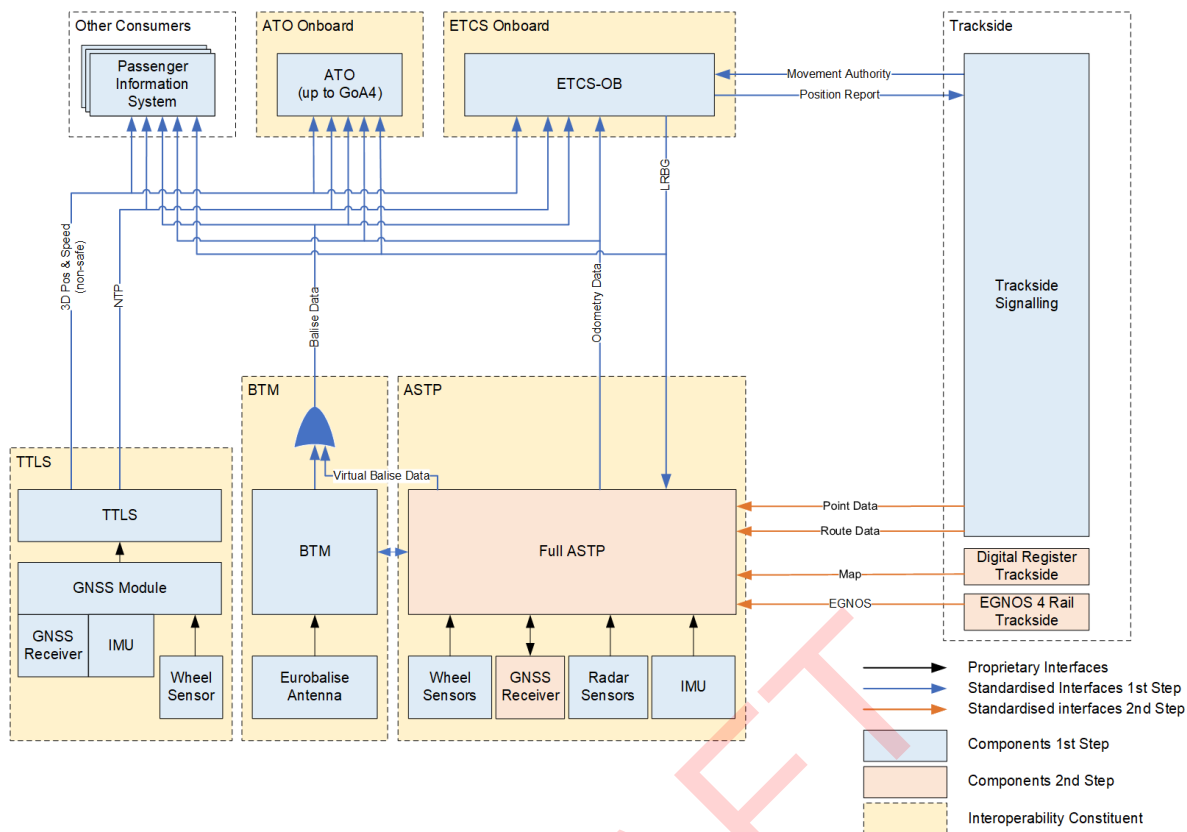 Other Consumers
Passenger
Information
System
ATO Onboard
ATO
(up to GoA4)
ETCS Onboard
ETCS-OB
Trackside
Movement Authority
Position Report
Trackside
Signalling
3D Pos & Speed
(non-safe)
NTP
Balise Data
Odometry Data
LRBG
TTLS
TTLS
GNSS Module
GNSS
Receiver
IMU
Wheel
Sensor
BTM
Virtual Balise Data
BTM
Eurobalise
Antenna
ASTP
Full ASTP
Wheel
Sensors
GNSS
Receiver
Radar
Sensors
IMU
Point Data
Route Data
Map
EGNOS
Digital Register
Trackside
EGNOS 4 Rail
Trackside
Proprietary Interfaces
Standardised Interfaces 1st Step
Standardised interfaces 2nd Step
Components 1st Step
Components 2nd Step
Interoperability Constituent